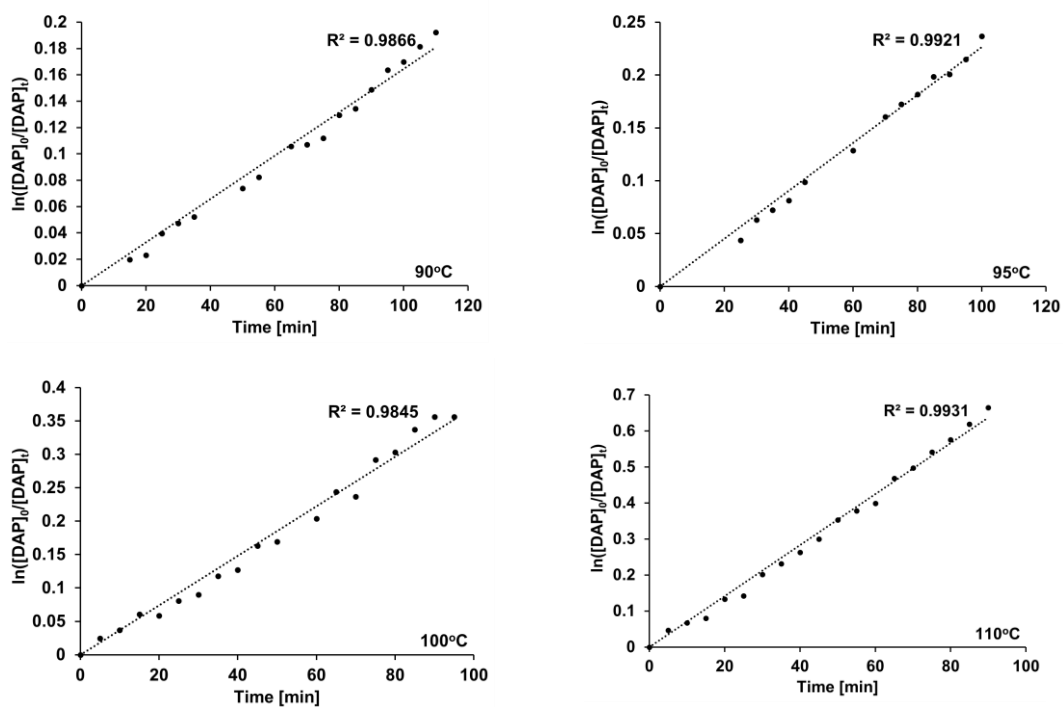 0.2
0.18
0.16
0.14
0.12
0.1
0.08
0.06
0.04
0.02
0
ln([DAP]₀/[DAP]ₜ)
R² = 0.9866
90°C
0 20 40 60 80 100 120
Time [min]
0.25
0.2
0.15
0.1
0.05
0
ln([DAP]₀/[DAP]ₜ)
R² = 0.9921
95°C
0 20 40 60 80 100 120
Time [min]
0.4
0.35
0.3
0.25
0.2
0.15
0.1
0.05
0
ln([DAP]₀/[DAP]ₜ)
R² = 0.9845
100°C
0 20 40 60 80 100
Time [min]
0.7
0.6
0.5
0.4
0.3
0.2
0.1
0
ln([DAP]₀/[DAP]ₜ)
R² = 0.9931
110°C
0 20 40 60 80 100
Time [min]